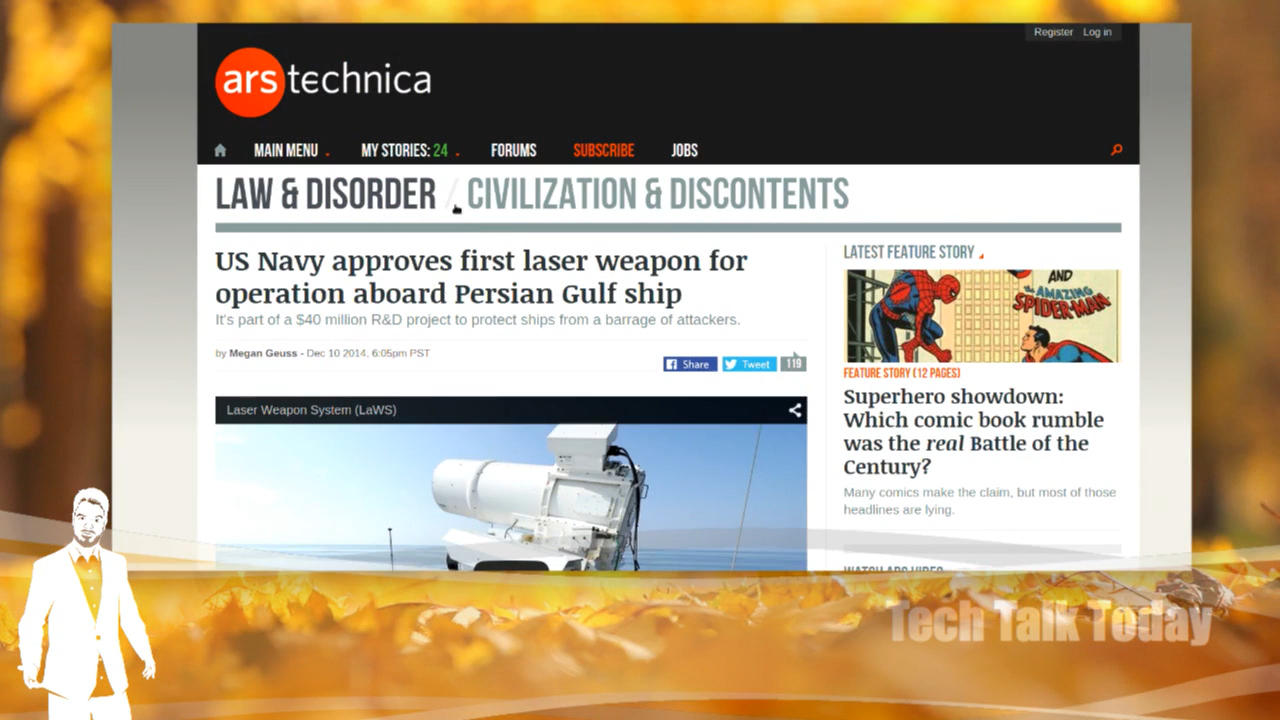 Register Log in
ars technica
MAIN MENU MY STORIES: 24 FORUMS SUBSCRIBE JOBS
LAW & DISORDER / CIVILIZATION & DISCONTENTS
US Navy approves first laser weapon for
operation aboard Persian Gulf ship
It's part of a $40 million R&D project to protect ships from a barrage of attackers.
by Megan Geuss - Dec 10 2014, 6:05pm PST
Share Tweet 119
Laser Weapon System (LaWS)
LATEST FEATURE STORY
AND
THE AMAZING
SPIDER-MAN
FEATURE STORY (12 PAGES)
Superhero showdown:
Which comic book rumble
was the real Battle of the
Century?
Many comics make the claim, but most of those
headlines are lying.
WATCH ARS VIDEO
Tech Talk Today